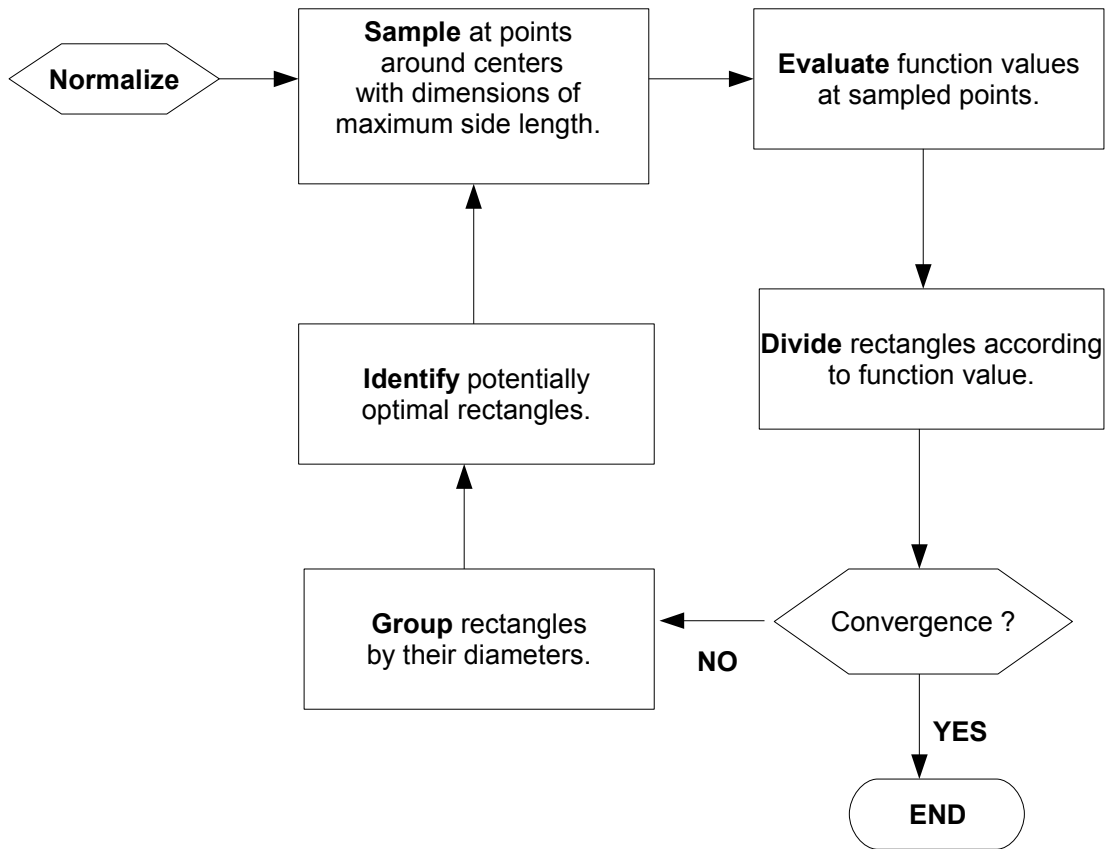 Normalize
Sample at points
around centers
with dimensions of
maximum side length.
Evaluate function values
at sampled points.
Divide rectangles according
to function value.
Convergence ?
NO
YES
END
Group rectangles
by their diameters.
Identify potentially
optimal rectangles.